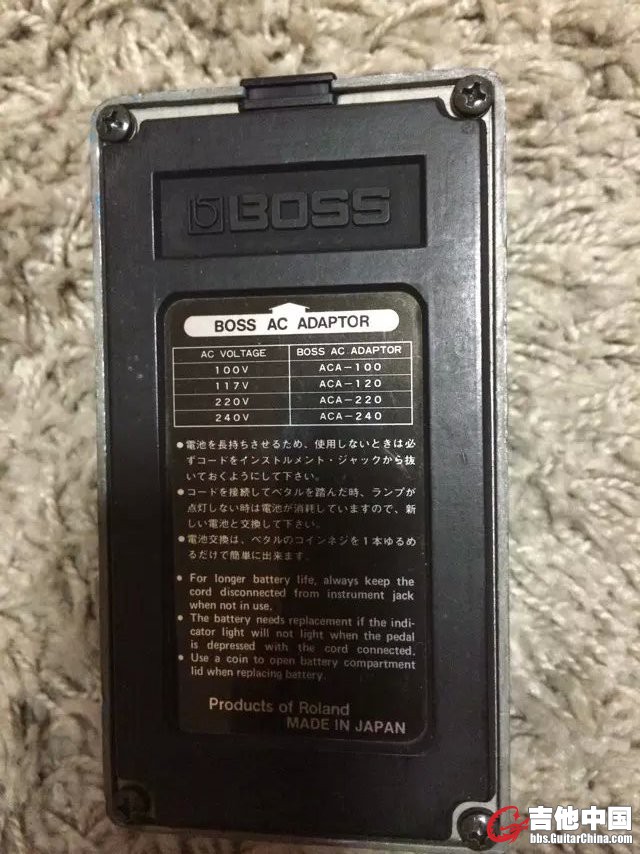 BOSS
BOSS AC ADAPTOR
AC VOLTAGE BOSS AC ADAPTOR
100V ACA-100
117V ACA-120
220V ACA-220
240V ACA-240
●電池を長持ちさせるため、使用しないときは必
ずコードをインストルメント・ジャックから抜
いておくようにして下さい。
●コードを接続してペタルを踏んだ時、ランプが
点灯しない時は電池が消耗していますので、新
しい電池と交換して下さい。
●電池交換は、ペタルのコインネジを1本ゆるめ
るだけで簡単に出来ます。
● For longer battery life, always keep the
cord disconnected from instrument jack
when not in use.
● The battery needs replacement if the indi-
cator light will not light when the pedal
is depressed with the cord connected.
● Use a coin to open battery compartment
lid when replacing battery.
Products of Roland
MADE IN JAPAN
吉他中国
bbs.GuitarChina.com